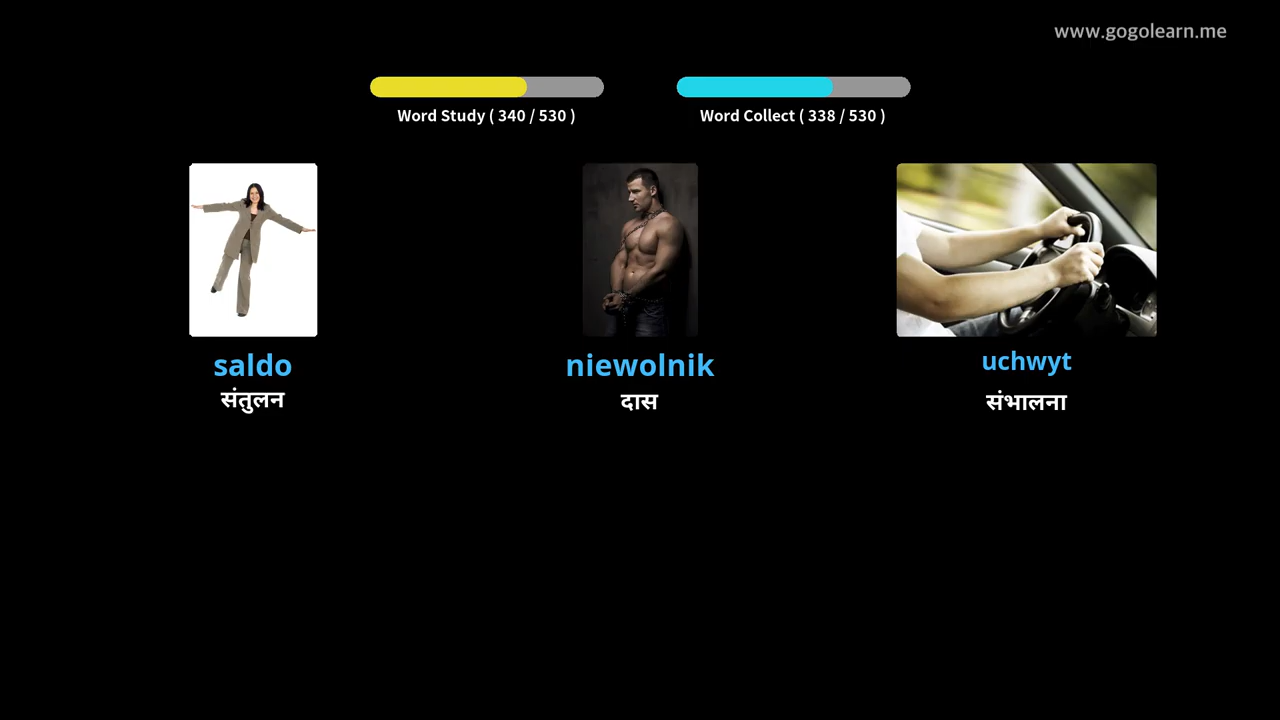 www.gogolearn.me
Word Study ( 340 / 530 )
Word Collect ( 338 / 530 )
saldo
संतुलन
niewolnik
दास
uchwyt
संभालना